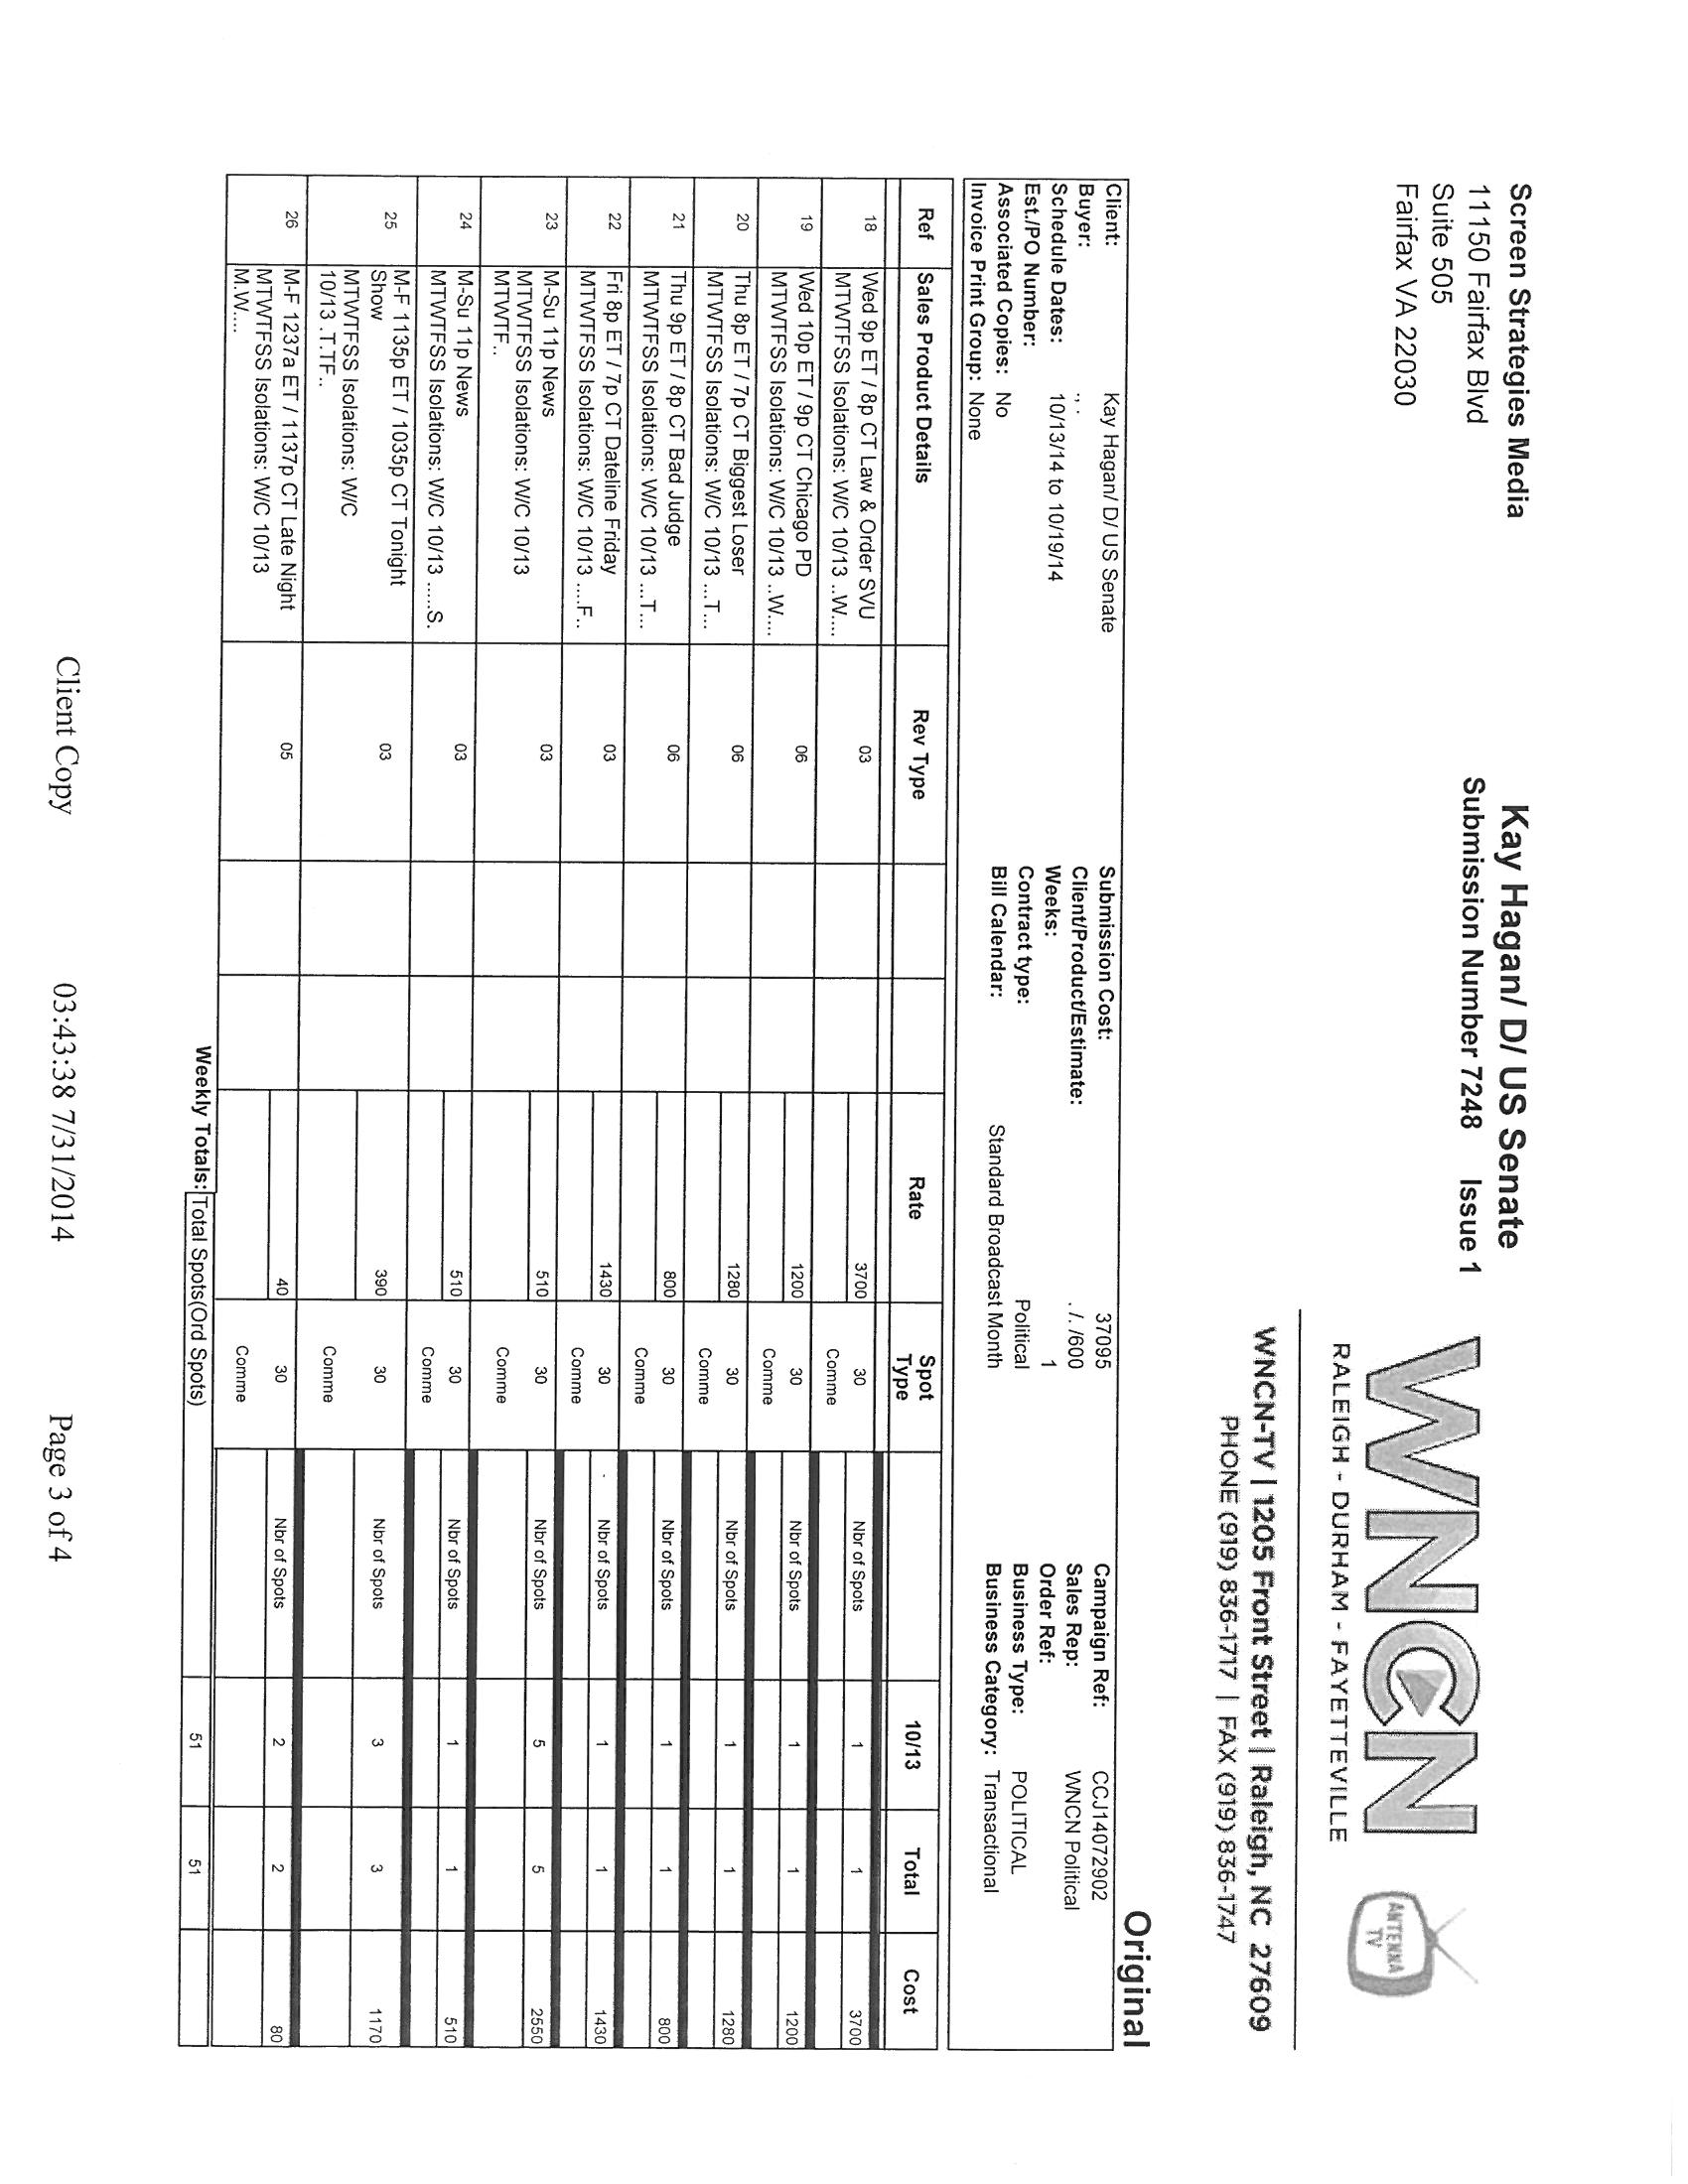 Screen Strategies Media
11150 Fairfax Blvd
Suite 505
Fairfax VA 22030
Kay Hagan/ D/ US Senate
Submission Number 7248 Issue 1
WNCN
RALEIGH - DURHAM - FAYETTEVILLE
ANTENNA
TV
WNCN-TV | 1205 Front Street | Raleigh, NC 27609
PHONE (919) 836-1717 | FAX (919) 836-1747
Original
Client: Kay Hagan/ D/ US Senate Submission Cost: 37095 Campaign Ref: CCJ14072902
Buyer: ., . Client/Product/Estimate: . /. /600 Sales Rep: WNCN Political
Schedule Dates: 10/13/14 to 10/19/14 Weeks: 1 Order Ref:
Est./PO Number: Contract type: Political Business Type: POLITICAL
Associated Copies: No Bill Calendar: Standard Broadcast Month Business Category: Transactional
Invoice Print Group: None
Ref Sales Product Details Rev Type Rate Spot Type 10/13 Total Cost
18 Wed 9p ET / 8p CT Law & Order SVU 03 3700 30 Nbr of Spots 1 1 3700
MTWTFSS Isolations: W/C 10/13 ..W.... Comme
19 Wed 10p ET / 9p CT Chicago PD 06 1200 30 Nbr of Spots 1 1 1200
MTWTFSS Isolations: W/C 10/13 ..W.... Comme
20 Thu 8p ET / 7p CT Biggest Loser 06 1280 30 Nbr of Spots 1 1 1280
MTWTFSS Isolations: W/C 10/13 ...T... Comme
21 Thu 9p ET / 8p CT Bad Judge 06 800 30 Nbr of Spots 1 1 800
MTWTFSS Isolations: W/C 10/13 ...T... Comme
22 Fri 8p ET / 7p CT Dateline Friday 03 1430 30 Nbr of Spots 1 1 1430
MTWTFSS Isolations: W/C 10/13 ....F.. Comme
23 M-Su 11p News 03 510 30 Nbr of Spots 5 5 2550
MTWTFSS Isolations: W/C 10/13
MTWTF.. Comme
24 M-Su 11p News 03 510 30 Nbr of Spots 1 1 510
MTWTFSS Isolations: W/C 10/13 .....S. Comme
25 M-F 1135p ET / 1035p CT Tonight
Show 03 390 30 Nbr of Spots 3 3 1170
MTWTFSS Isolations: W/C
10/13 .T.TF.. Comme
26 M-F 1237a ET / 1137p CT Late Night 05 40 30 Nbr of Spots 2 2 80
MTWTFSS Isolations: W/C 10/13
M.W.... Comme
Weekly Totals: Total Spots(Ord Spots) 51 51
Client Copy 03:43:38 7/31/2014 Page 3 of 4